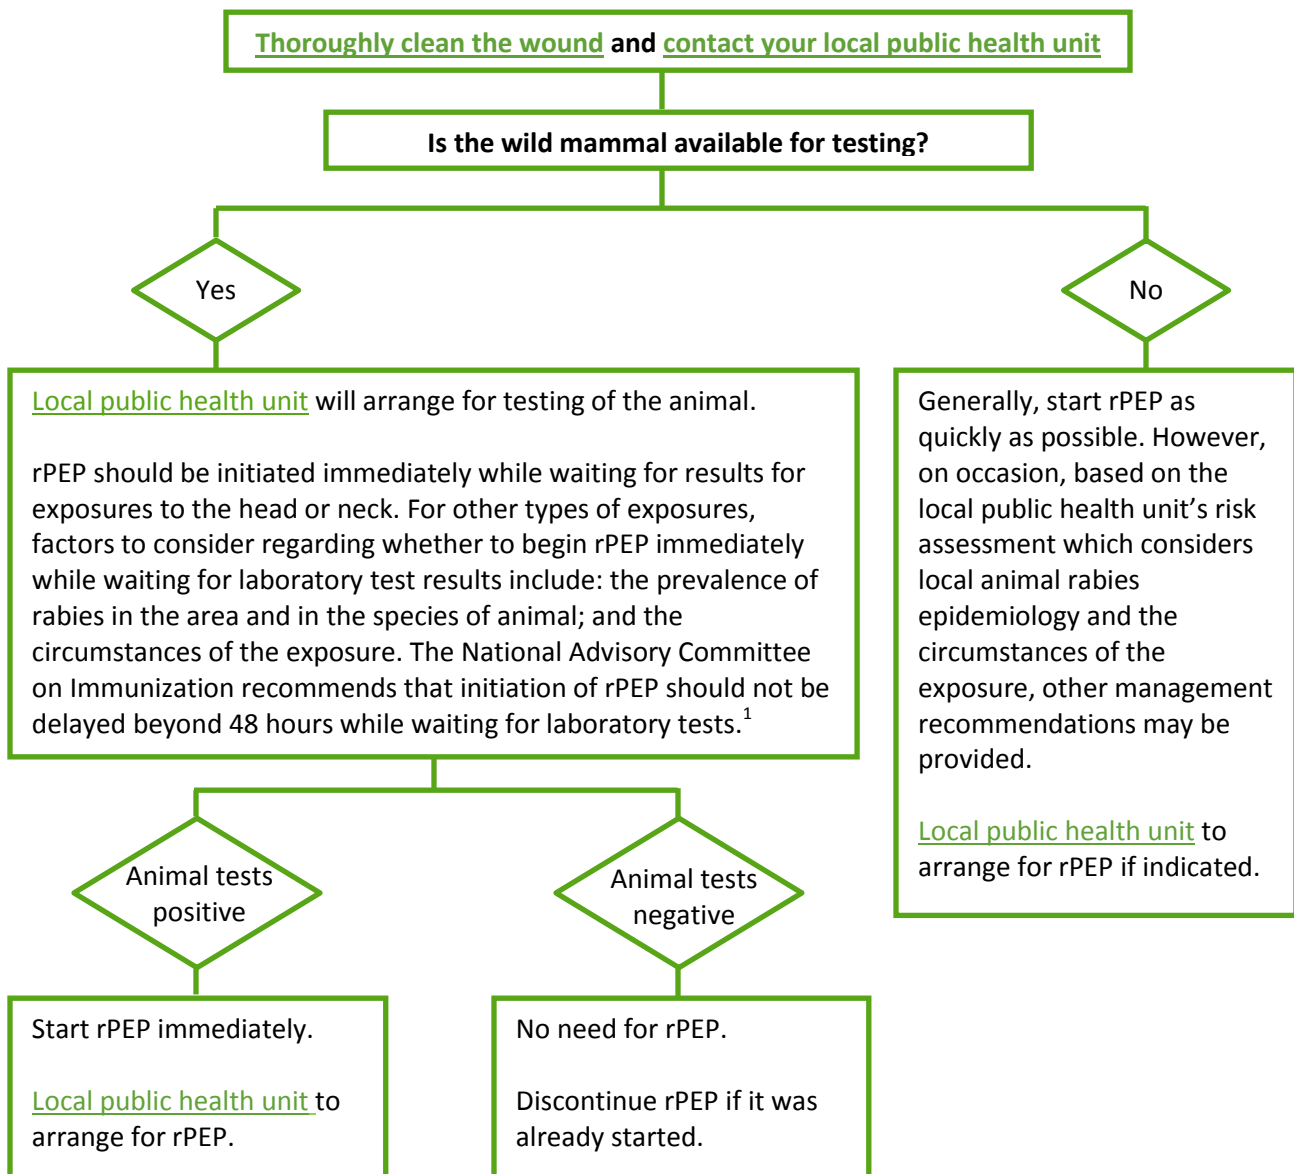 Thoroughly clean the wound and contact your local public health unit
Is the wild mammal available for testing?
Yes
No
Local public health unit will arrange for testing of the animal.
rPEP should be initiated immediately while waiting for results for
exposures to the head or neck. For other types of exposures,
factors to consider regarding whether to begin rPEP immediately
while waiting for laboratory test results include: the prevalence of
rabies in the area and in the species of animal; and the
circumstances of the exposure. The National Advisory Committee
on Immunization recommends that initiation of rPEP should not be
delayed beyond 48 hours while waiting for laboratory tests.1
Generally, start rPEP as
quickly as possible. However,
on occasion, based on the
local public health unit’s risk
assessment which considers
local animal rabies
epidemiology and the
circumstances of the
exposure, other management
recommendations may be
provided.
Local public health unit to
arrange for rPEP if indicated.
Animal tests
positive
Animal tests
negative
Start rPEP immediately.
Local public health unit to
arrange for rPEP.
No need for rPEP.
Discontinue rPEP if it was
already started.